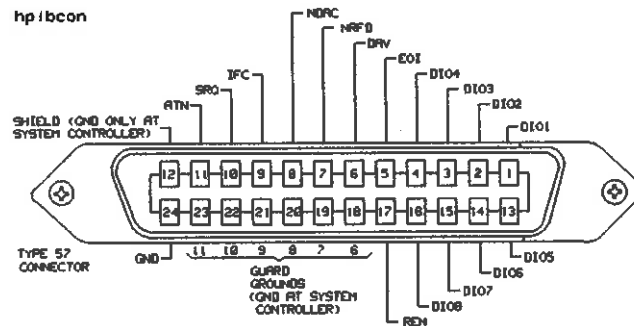 hpibcon
NDAC
NRFD
DAV
EOI
IFC
DIO4
SRQ
DIO3
ATN
DIO2
SHIELD (GND ONLY AT
SYSTEM CONTROLLER)
DIO1
12 11 10 9 8 7 6 5 4 3 2 1
24 23 22 21 20 19 18 17 16 15 14 13
TYPE 57
CONNECTOR
GND
11 10 9 8 7 6
DIO5
DIO6
GUARD
GROUNDS
(GND AT SYSTEM
CONTROLLER)
DIO7
DIO8
REN